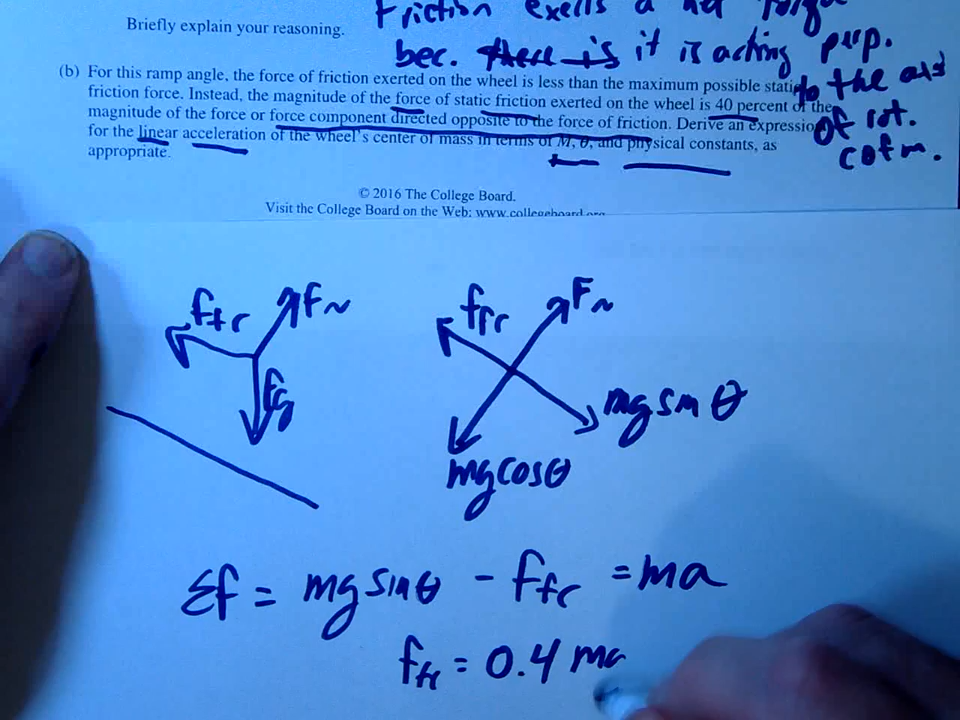 Friction exerts a net torque
Briefly explain your reasoning.
bec. there is it is acting perp.
to the axis
of rot.
c of m.
(b) For this ramp angle, the force of friction exerted on the wheel is less than the maximum possible static
friction force. Instead, the magnitude of the force of static friction exerted on the wheel is 40 percent of the
magnitude of the force or force component directed opposite to the force of friction. Derive an expression
for the linear acceleration of the wheel's center of mass in terms of M, θ, and physical constants, as
appropriate.
© 2016 The College Board.
Visit the College Board on the Web: www.collegeboard.org
Ffr FN
Fg
Ffr FN
mg sin θ
mg cos θ
ΣF = mg sin θ - Ffr = ma
Ffr = 0.4 mg